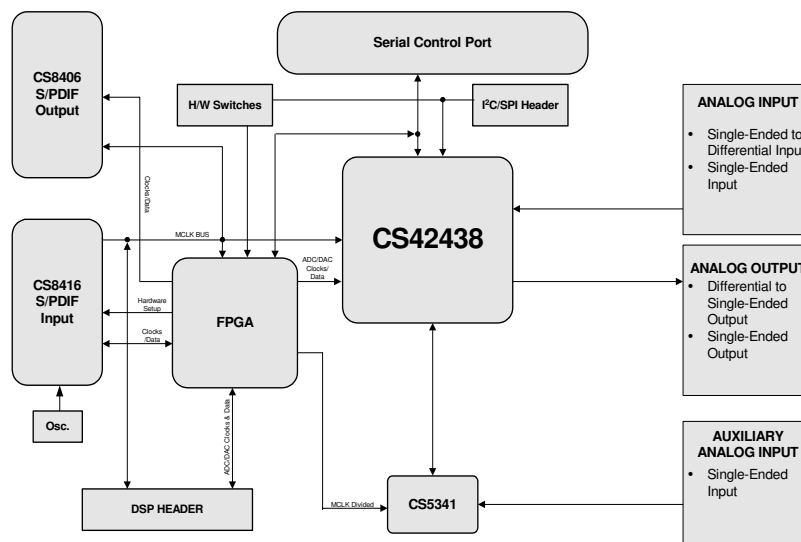 Serial Control Port
CS8406
S/PDIF
Output
H/W Switches
I²C/SPI Header
ANALOG INPUT
• Single-Ended to
Differential Input
• Single-Ended
Input
Clocks/Data
CS42438
MCLK BUS
CS8416
S/PDIF
Input
ADC/DAC
Clocks/
Data
ANALOG OUTPUT
• Differential to
Single-Ended
Output
• Single-Ended
Output
Hardware
Setup
FPGA
Clocks
/Data
Osc.
ADC/DAC Clocks & Data
AUXILIARY
ANALOG INPUT
• Single-Ended
Input
DSP HEADER
MCLK Divided
CS5341